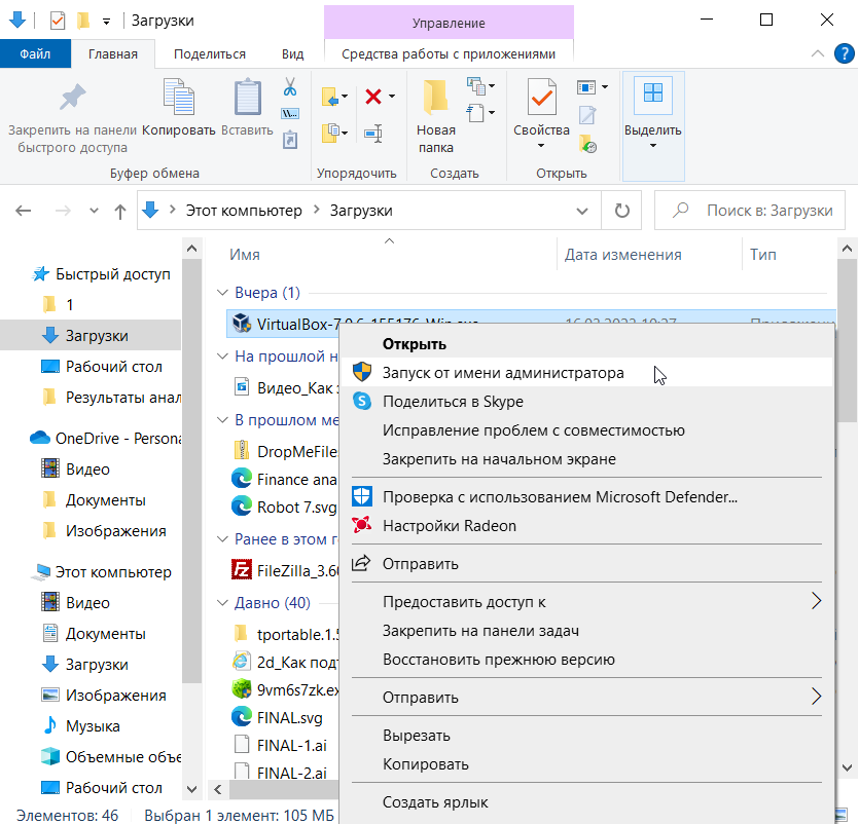 Загрузки
Управление
Файл
Главная
Поделиться
Вид
Средства работы с приложениями
?
Закрепить на панели
быстрого доступа
Копировать
Вставить
W...
Новая
папка
Свойства
Выделить
Буфер обмена
Упорядочить
Создать
Открыть
Этот компьютер
Загрузки
Поиск в: Загрузки
Имя
Дата изменения
Тип
Быстрый доступ
1
Загрузки
Рабочий стол
Результаты анал
OneDrive - Persona
Видео
Документы
Изображения
Этот компьютер
Видео
Документы
Загрузки
Изображения
Музыка
Объемные объе
Рабочий стол
Вчера (1)
VirtualBox-7.0.6-155176-Win.exe
На прошлой н
Видео_Как
В прошлом ме
DropMeFile
Finance ana
Robot 7.svg
Ранее в этом г
FileZilla_3.6
Давно (40)
tportable.1.5
2d_Как под
9vm6s7zk.ex
FINAL.svg
FINAL-1.ai
FINAL-2.ai
Открыть
Запуск от имени администратора
Поделиться в Skype
Исправление проблем с совместимостью
Закрепить на начальном экране
Проверка с использованием Microsoft Defender...
Настройки Radeon
Отправить
Предоставить доступ к
Закрепить на панели задач
Восстановить прежнюю версию
Отправить
Вырезать
Копировать
Создать ярлык
Элементов: 46
Выбран 1 элемент: 105 МБ